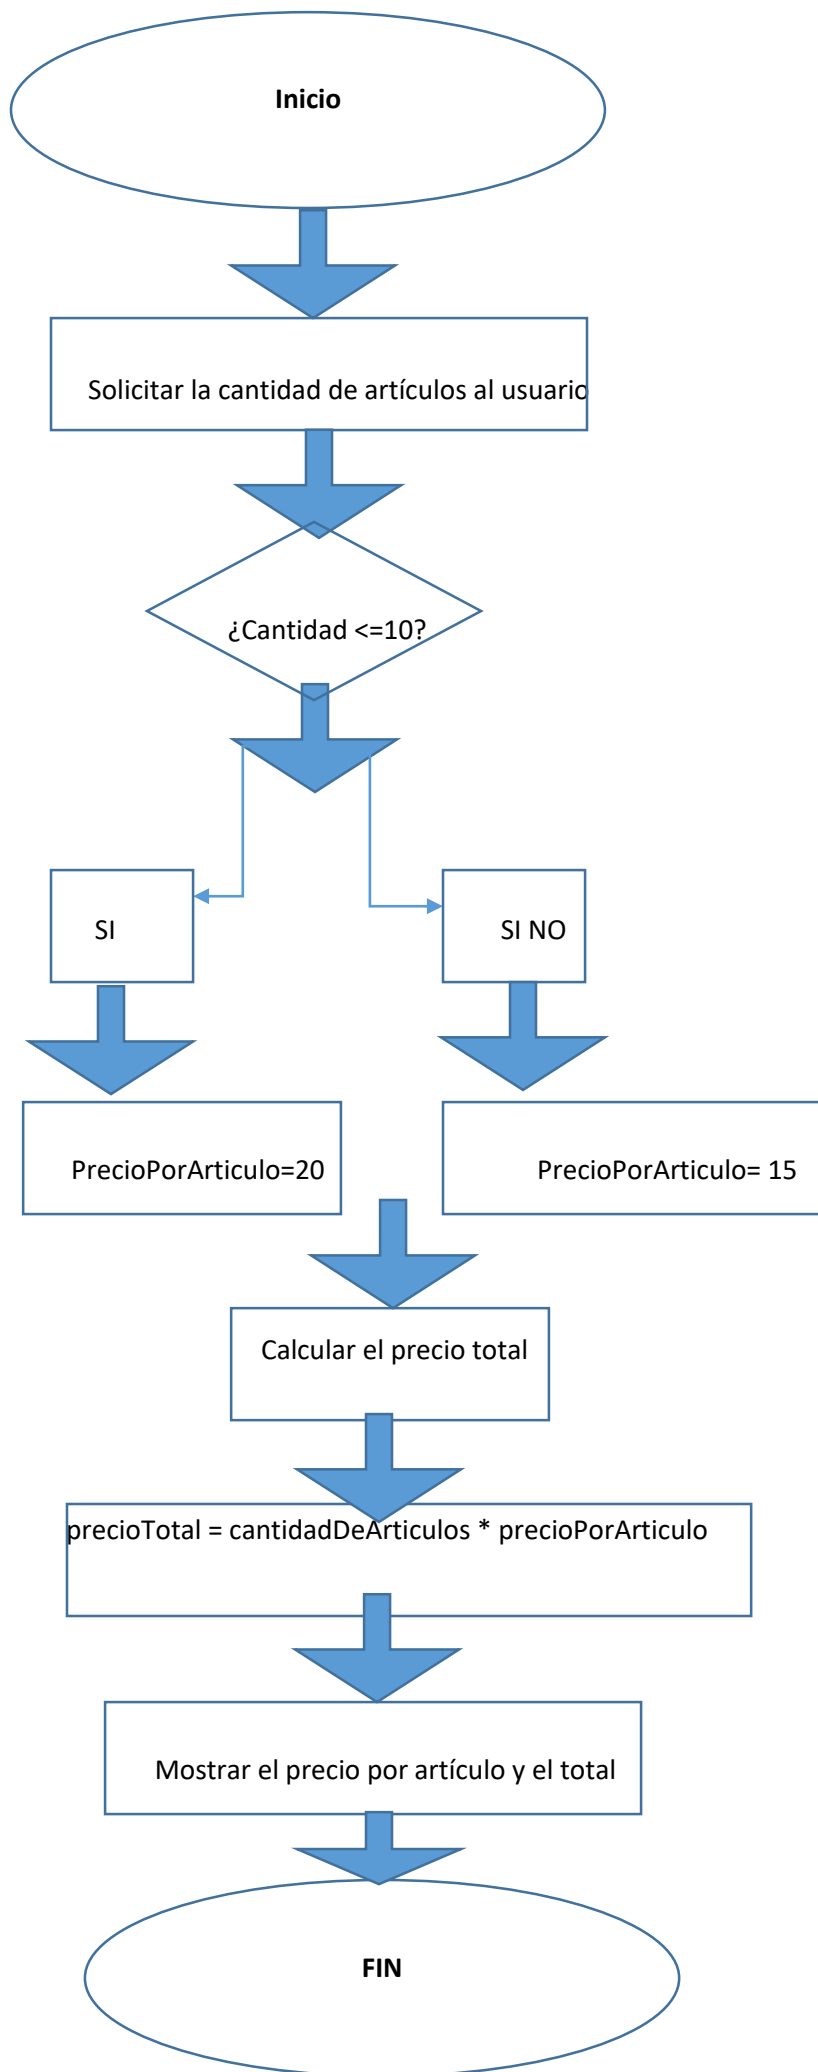 Inicio
Solicitar la cantidad de artículos al usuario
¿Cantidad <=10?
SI
SI NO
PrecioPorArticulo=20
PrecioPorArticulo= 15
Calcular el precio total
precioTotal = cantidadDeArticulos * precioPorArticulo
Mostrar el precio por artículo y el total
FIN